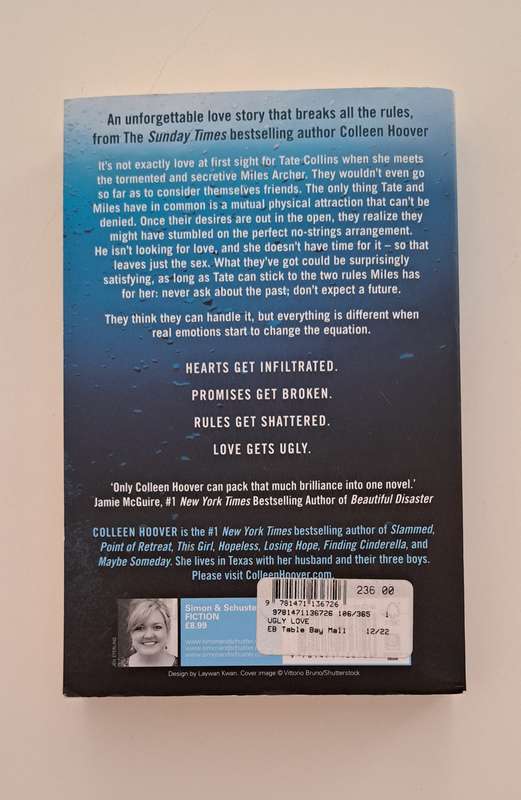 An unforgettable love story that breaks all the rules,
from The Sunday Times bestselling author Colleen Hoover
It's not exactly love at first sight for Tate Collins when she meets
the tormented and secretive Miles Archer. They wouldn't even go
so far as to consider themselves friends. The only thing Tate and
Miles have in common is a mutual physical attraction that can't be
denied. Once their desires are out in the open, they realize they
might have stumbled on the perfect no-strings arrangement.
He isn't looking for love, and she doesn't have time for it – so that
leaves just the sex. What they've got could be surprisingly
satisfying, as long as Tate can stick to the two rules Miles has
for her: never ask about the past; don't expect a future.
They think they can handle it, but everything is different when
real emotions start to change the equation.
HEARTS GET INFILTRATED.
PROMISES GET BROKEN.
RULES GET SHATTERED.
LOVE GETS UGLY.
'Only Colleen Hoover can pack that much brilliance into one novel.'
Jamie McGuire, #1 New York Times Bestselling Author of Beautiful Disaster
COLLEEN HOOVER is the #1 New York Times bestselling author of Slammed,
Point of Retreat, This Girl, Hopeless, Losing Hope, Finding Cinderella, and
Maybe Someday. She lives in Texas with her husband and their three boys.
Please visit ColleenHoover.com.
236 00
9 781471 136726
9781471136726 106/365 1
UGLY LOVE
EB Table Bay Mall 12/22
Simon & Schuste
FICTION
£8.99
www.simonandschuster
www.simonandschuste
www.simonandschuster
JEN STERLING
Design by Laywan Kwan. Cover image © Vittorio Bruno/Shutterstock